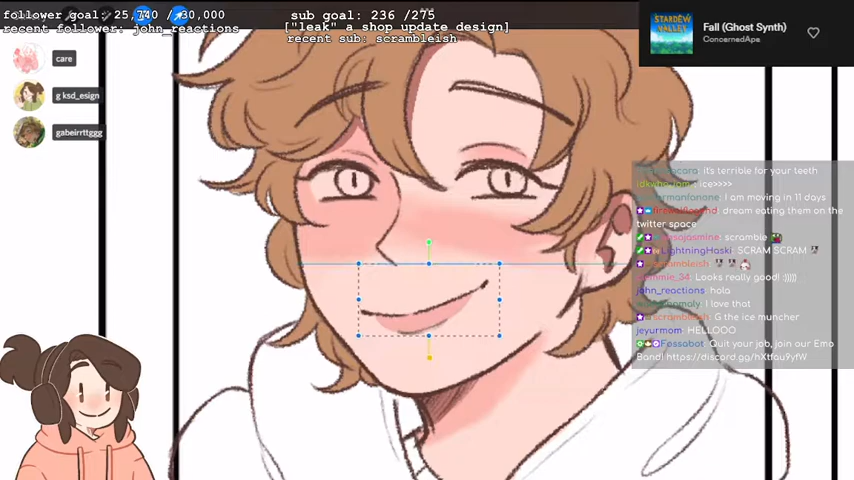 follower goal: 25,740 / 30,000
recent follower: john_reactions
sub goal: 236 /275
["leak" a shop update design]
recent sub: scrambleish
Fall (Ghost Synth)
ConcernedApe
STARDEW VALLEY
care
g ksd_esign
gabeirrttggg
it's terrible for your teeth
: ice>>>>
: I am moving in 11 days
: dream eating them on the
twitter space
: scramble
LightningHaski : SCRAM SCRAM
: Looks really good! :)))))
john_reactions : hola
: I love that
scrambleish : G the ice muncher
jeyurmom : HELLOOO
Fossabot : Quit your job, join our Emo
Band! https://discord.gg/hXtfau9yfW